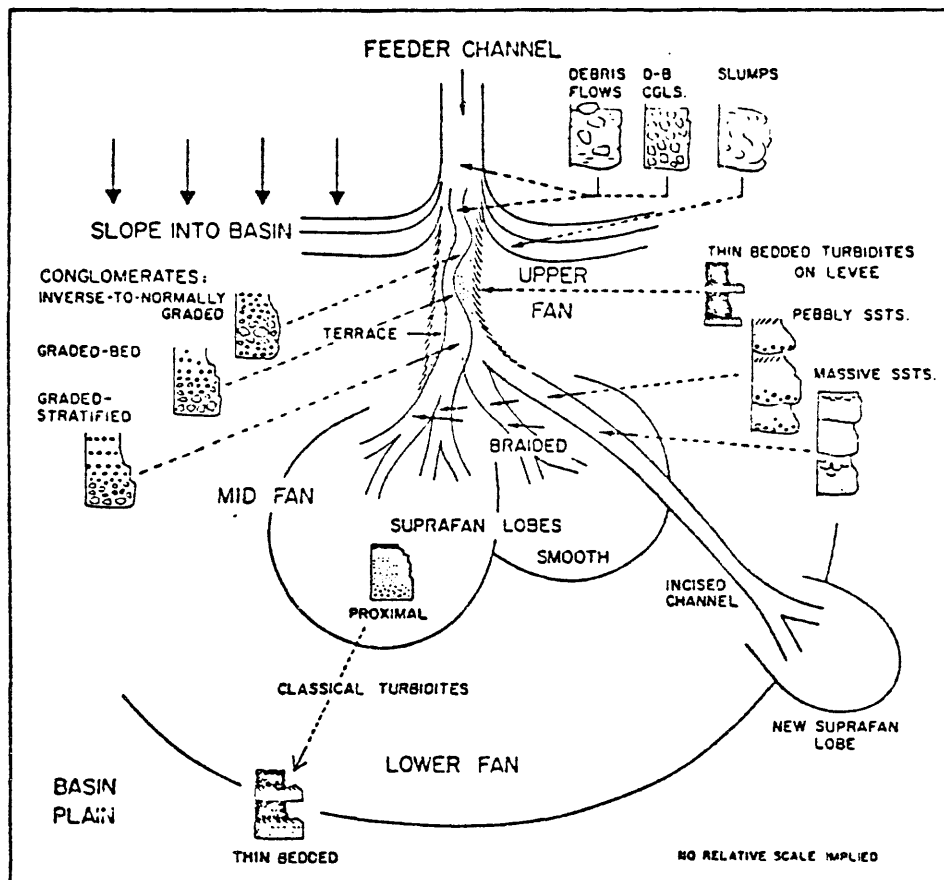 FEEDER CHANNEL
DEBRIS
FLOWS
D-B
CGLS.
SLUMPS
SLOPE INTO BASIN
CONGLOMERATES:
INVERSE-TO-NORMALLY
GRADED
GRADED-BED
GRADED-
STRATIFIED
UPPER
FAN
TERRACE
THIN BEDDED TURBIDITES
ON LEVEE
PEBBLY SSTS.
MASSIVE SSTS.
BRAIDED
MID FAN
SUPRAFAN LOBES
SMOOTH
PROXIMAL
INCISED
CHANNEL
CLASSICAL TURBIDITES
NEW SUPRAFAN
LOBE
LOWER FAN
BASIN
PLAIN
THIN BEDDED
NO RELATIVE SCALE IMPLIED